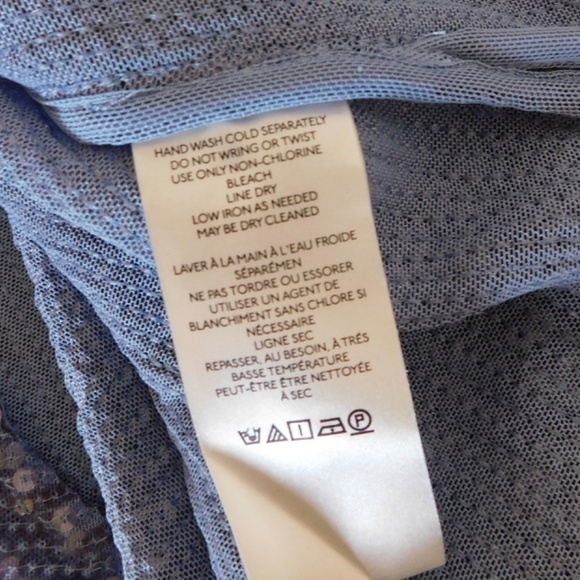 HAND WASH COLD SEPARATELY
DO NOT WRING OR TWIST
USE ONLY NON-CHLORINE
BLEACH
LINE DRY
LOW IRON AS NEEDED
MAY BE DRY CLEANED
LAVER À LA MAIN À L'EAU FROIDE
SÉPARÉMEN
NE PAS TORDRE OU ESSORER
UTILISER UN AGENT DE
BLANCHIMENT SANS CHLORE SI
NÉCESSAIRE
LIGNE SEC
REPASSER, AU BESOIN, À TRÉS
BASSE TEMPÉRATURE
PEUT-ÊTRE ÊTRE NETTOYÉE
À SEC
P